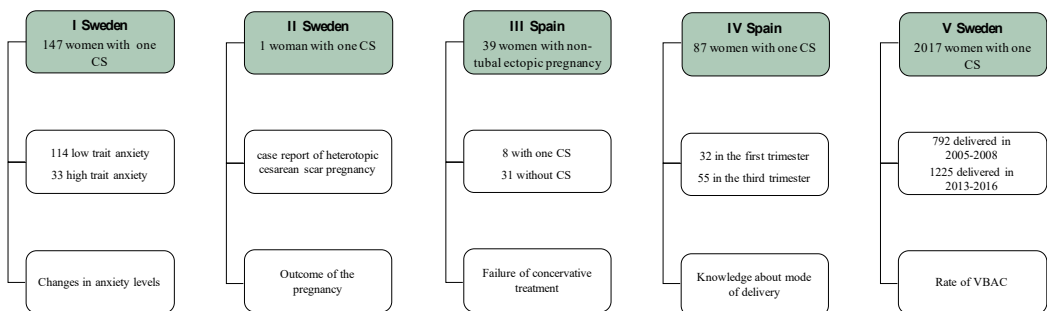 I Sweden
147 women with one
CS
114 low trait anxiety
33 high trait anxiety
Changes in anxiety levels
II Sweden
1 woman with one CS
case report of heterotopic
cesarean scar pregnancy
Outcome of the
pregnancy
III Spain
39 women with non-
tubal ectopic pregnancy
8 with one CS
31 without CS
Failure of concervative
treatment
IV Spain
87 women with one CS
32 in the first trimester
55 in the third trimester
Knowledge about mode
of delivery
V Sweden
2017 women with one
CS
792 delivered in
2005-2008
1225 delivered in
2013-2016
Rate of VBAC